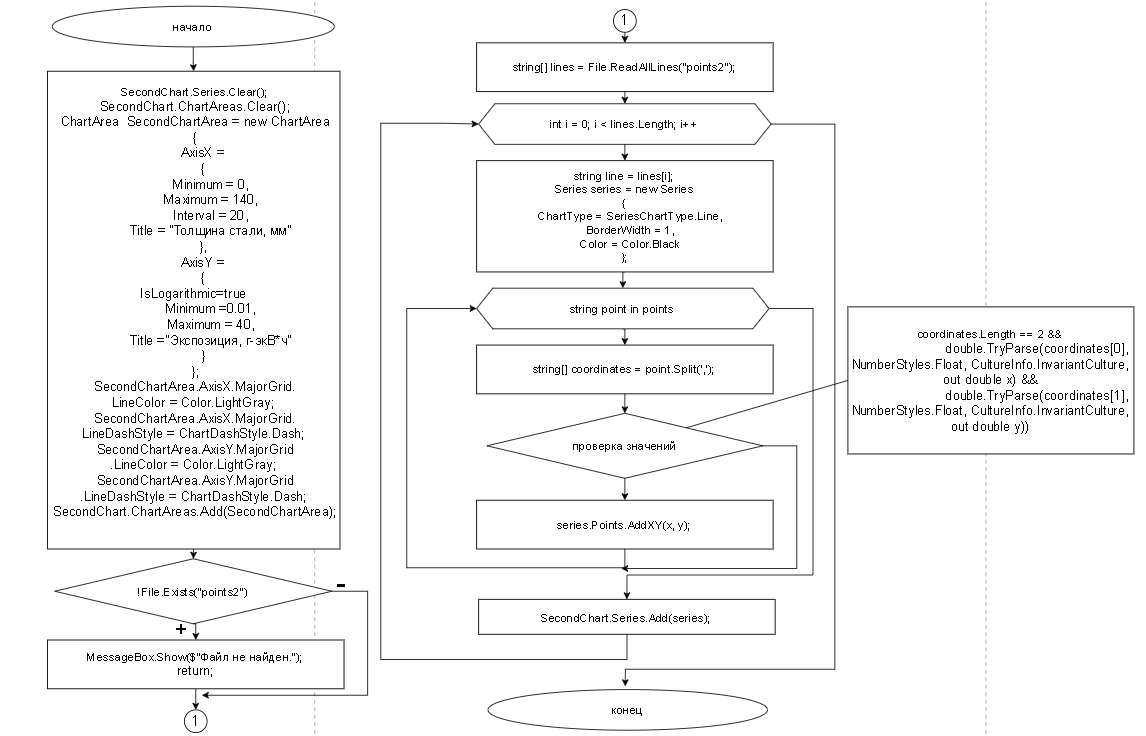 начало
SecondChart.Series.Clear();
SecondChart.ChartAreas.Clear();
ChartArea SecondChartArea = new ChartArea
{
AxisX =
{
Minimum = 0,
Maximum = 140,
Interval = 20,
Title = "Толщина стали, мм"
},
AxisY =
{
IsLogarithmic=true
Minimum =0.01,
Maximum = 40,
Title ="Экспозиция, г-экВ*ч"
}
};
SecondChartArea.AxisX.MajorGrid.
LineColor = Color.LightGray;
SecondChartArea.AxisX.MajorGrid.
LineDashStyle = ChartDashStyle.Dash;
SecondChartArea.AxisY.MajorGrid
.LineColor = Color.LightGray;
SecondChartArea.AxisY.MajorGrid
.LineDashStyle = ChartDashStyle.Dash;
SecondChart.ChartAreas.Add(SecondChartArea);
!File.Exists("points2")
-
+
MessageBox.Show($"Файл не найден.");
return;
1
1
string[] lines = File.ReadAllLines("points2");
int i = 0; i < lines.Length; i++
string line = lines[i];
Series series = new Series
{
ChartType = SeriesChartType.Line,
BorderWidth = 1,
Color = Color.Black
};
string point in points
string[] coordinates = point.Split(',');
проверка значений
series.Points.AddXY(x, y);
SecondChart.Series.Add(series);
конец
coordinates.Length == 2 &&
double.TryParse(coordinates[0],
NumberStyles.Float, CultureInfo.InvariantCulture,
out double x) &&
double.TryParse(coordinates[1],
NumberStyles.Float, CultureInfo.InvariantCulture,
out double y))